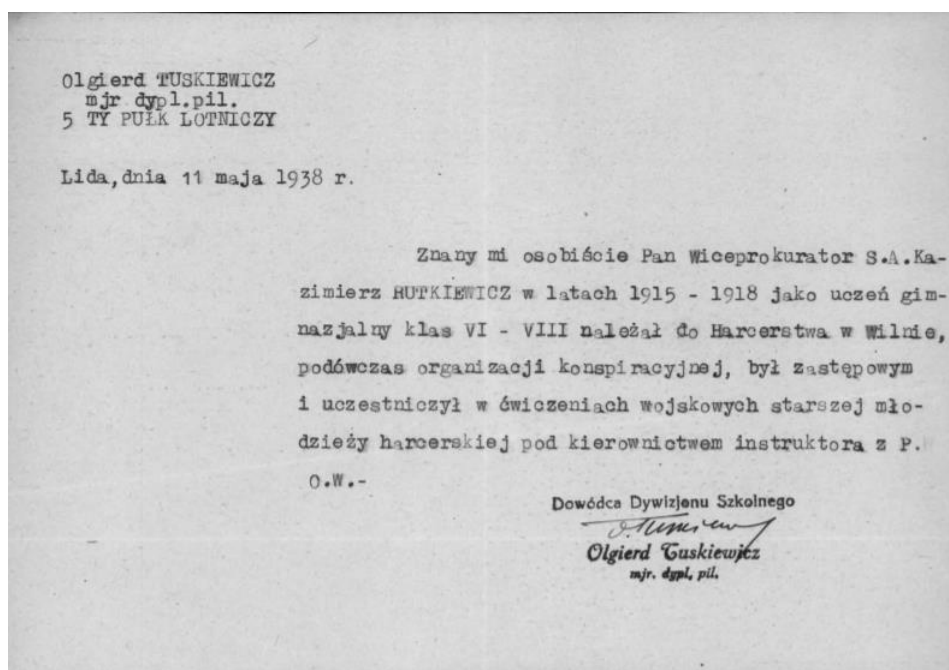 Olgierd TUSKIEWICZ
mjr dypl.pil.
5 TY PUŁK LOTNICZY
Lida,dnia 11 maja 1938 r.
Znany mi osobiście Pan Wiceprokurator S.A.Ka-
zimierz RUTKIEWICZ w latach 1915 - 1918 jako uczeń gim-
nazjalny klas VI - VIII należał do Harcerstwa w Wilnie,
podówczas organizacji konspiracyjnej, był zastępowym
i uczestniczył w ćwiczeniach wojskowych starszej mło-
dzieży harcerskiej pod kierownictwem instruktora z P.
O.W.-
Dowódca Dywizjonu Szkolnego
Olgierd Tuskiewicz
mjr. dypl. pil.